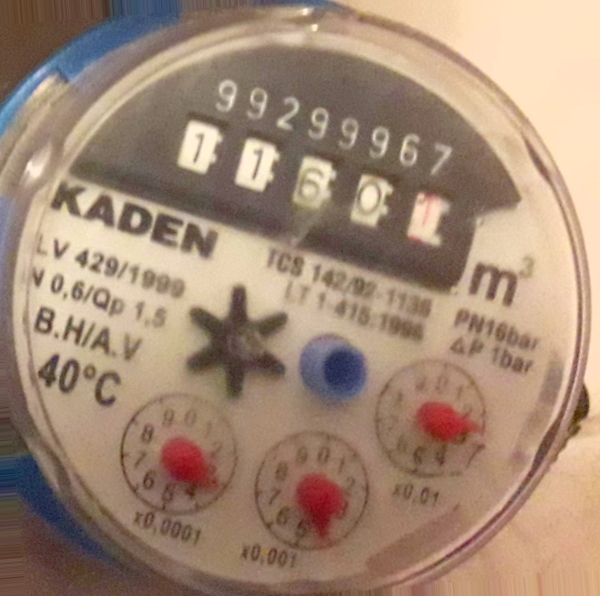 99299967
11601
m³
KADEN
LV 429/1999
N 0,6/Qp 1,5
B.H/A.V
40°C
TCS 142/92-1136
LT 1-415-1996
PN16bar
ΔP 1bar
x0,01
x0,0001
x0,001